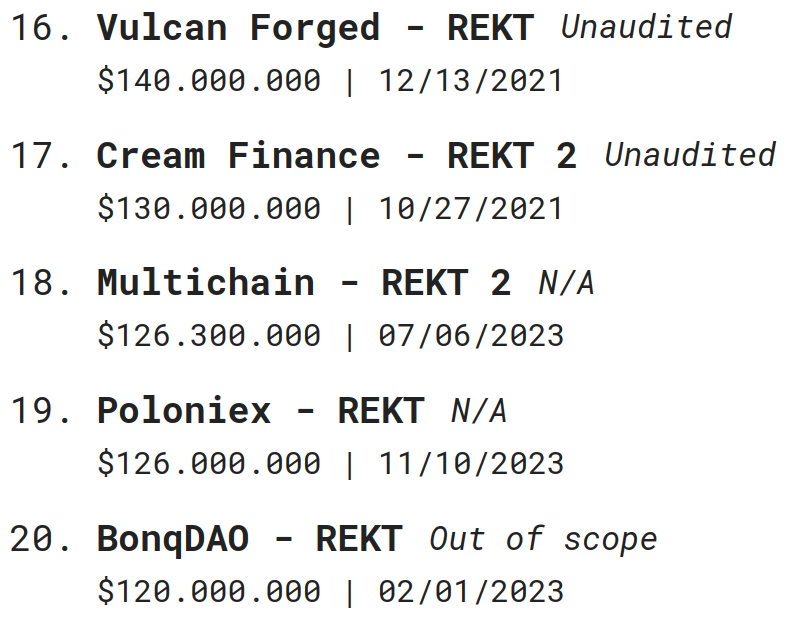 16. Vulcan Forged - REKT Unaudited
$140.000.000 | 12/13/2021
17. Cream Finance - REKT 2 Unaudited
$130.000.000 | 10/27/2021
18. Multichain - REKT 2 N/A
$126.300.000 | 07/06/2023
19. Poloniex - REKT N/A
$126.000.000 | 11/10/2023
20. BonqDAO - REKT Out of scope
$120.000.000 | 02/01/2023